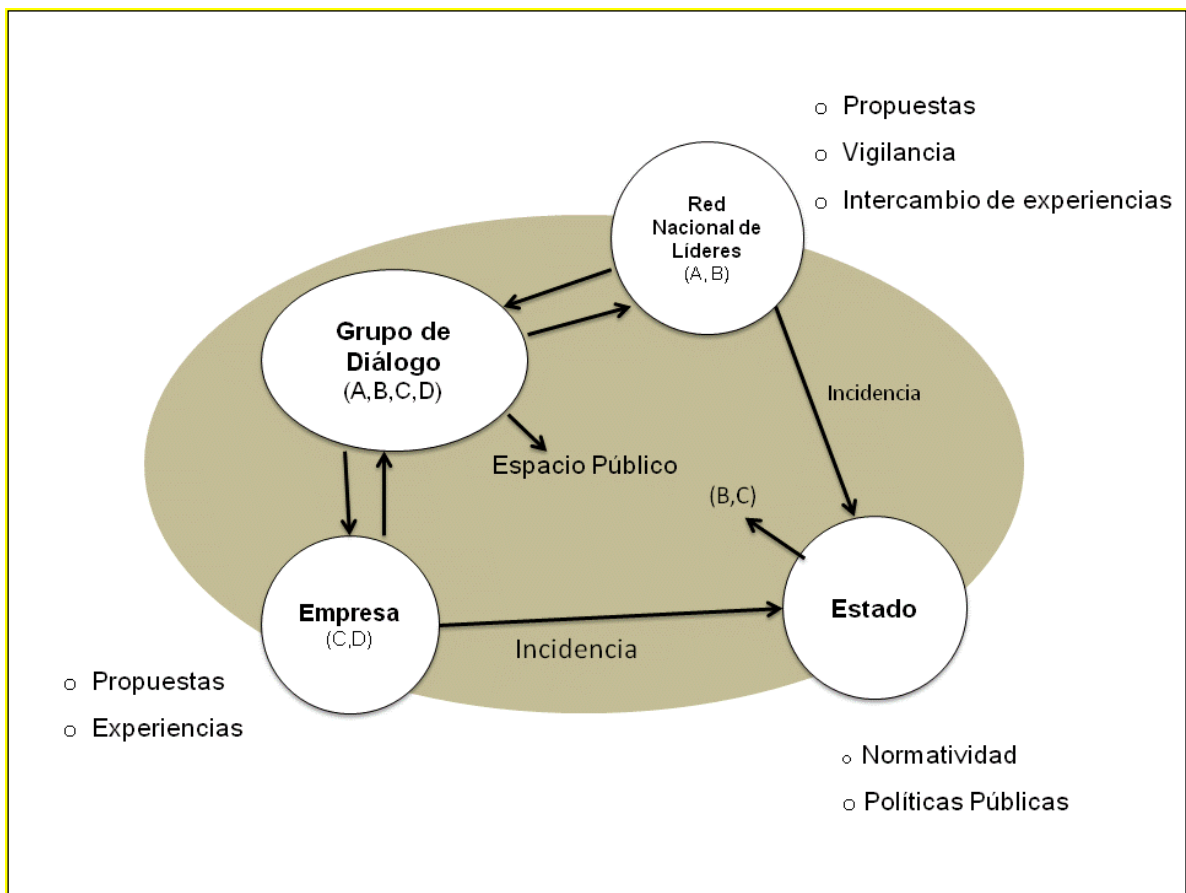 ○ Propuestas
○ Vigilancia
○ Intercambio de experiencias
Red
Nacional de
Líderes
(A, B)
Grupo de
Diálogo
(A,B,C,D)
Incidencia
Espacio Público
(B,C)
Empresa
(C,D)
Estado
Incidencia
○ Propuestas
○ Experiencias
○ Normatividad
○ Políticas Públicas